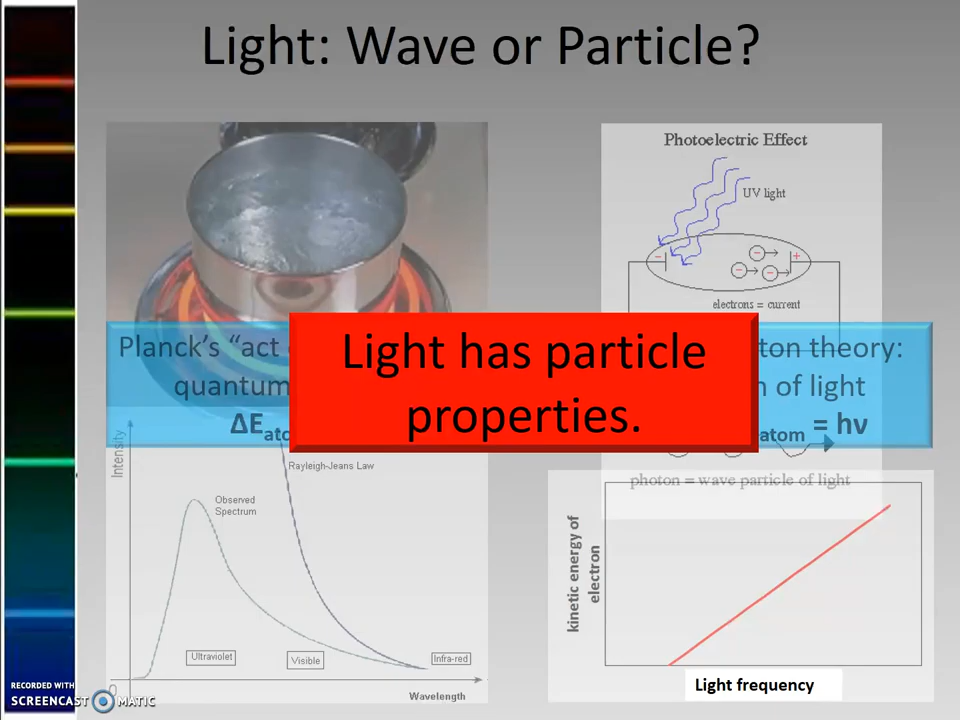 Light: Wave or Particle?
Photoelectric Effect
UV light
electrons = current
Planck's "act
quantum
ΔE
Light has particle
properties.
ton theory:
of light
atom = hν
photon = wave particle of light
Intensity
Rayleigh-Jeans Law
Observed
Spectrum
Ultraviolet
Visible
Infra-red
0
Wavelength
kinetic energy of
electron
Light frequency
RECORDED WITH
SCREENCAST MATIC